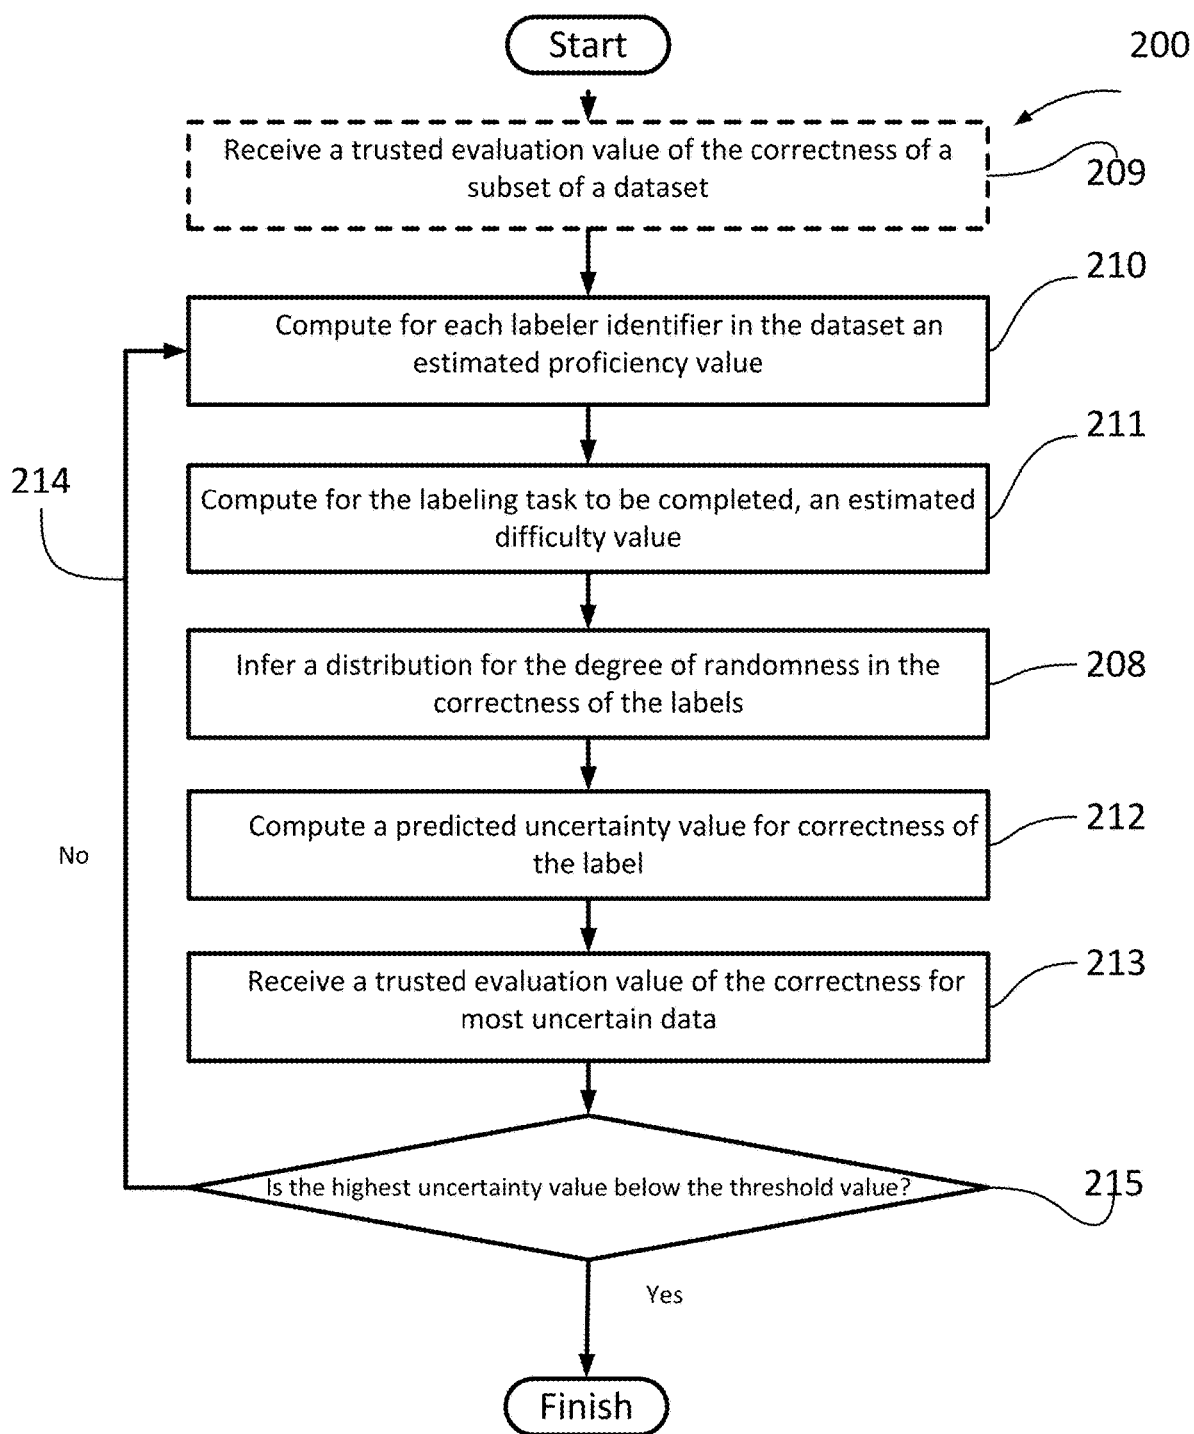 Start
200
Receive a trusted evaluation value of the correctness of a
subset of a dataset
209
210
Compute for each labeler identifier in the dataset an
estimated proficiency value
211
214
Compute for the labeling task to be completed, an estimated
difficulty value
Infer a distribution for the degree of randomness in the
correctness of the labels
208
212
Compute a predicted uncertainty value for correctness of
the label
No
213
Receive a trusted evaluation value of the correctness for
most uncertain data
Is the highest uncertainty value below the threshold value?
215
Yes
Finish